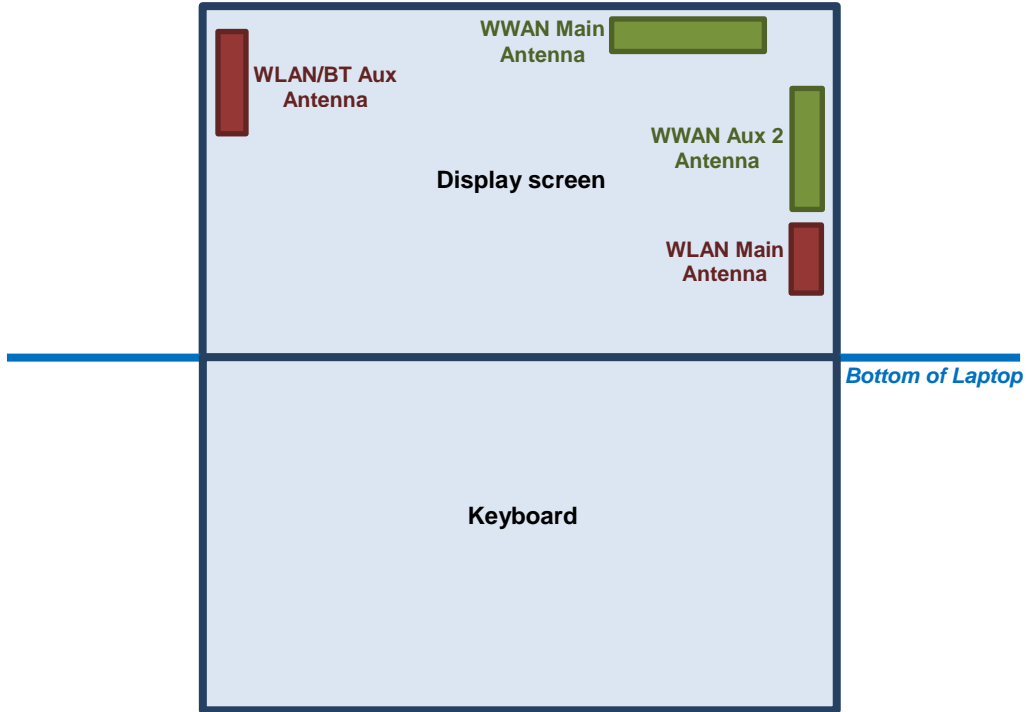 WWAN Main
Antenna
WLAN/BT Aux
Antenna
WWAN Aux 2
Antenna
Display screen
WLAN Main
Antenna
Bottom of Laptop
Keyboard